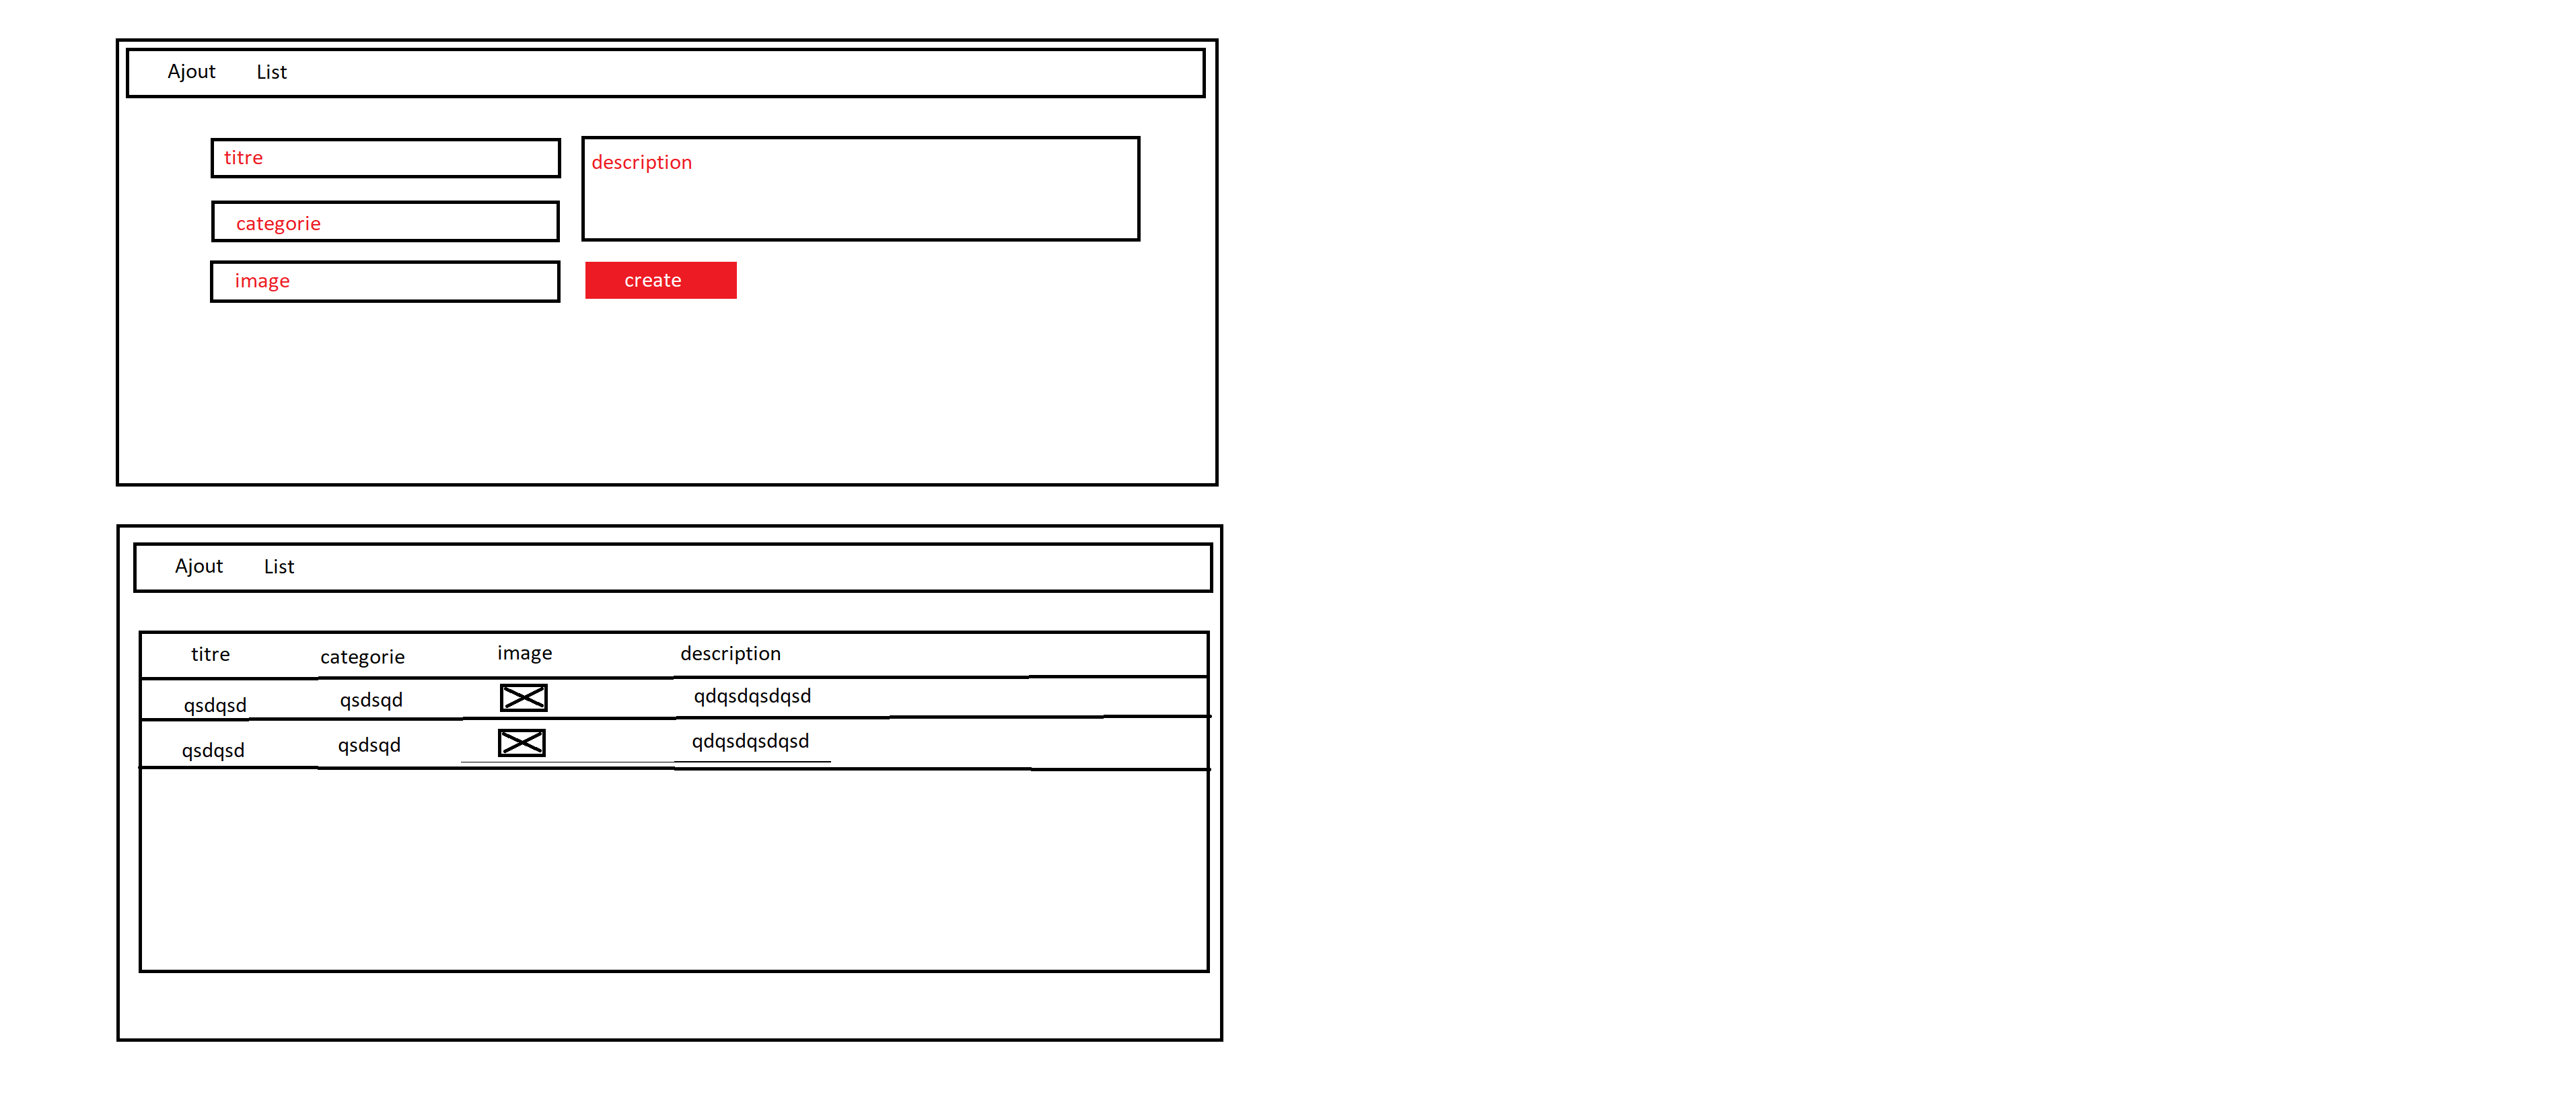 Ajout List
titre
description
categorie
image
create
Ajout List
titre categorie image description
qsdqsd qsdsqd qdqsdqsdqsd
qsdqsd qsdsqd qdqsdqsdqsd